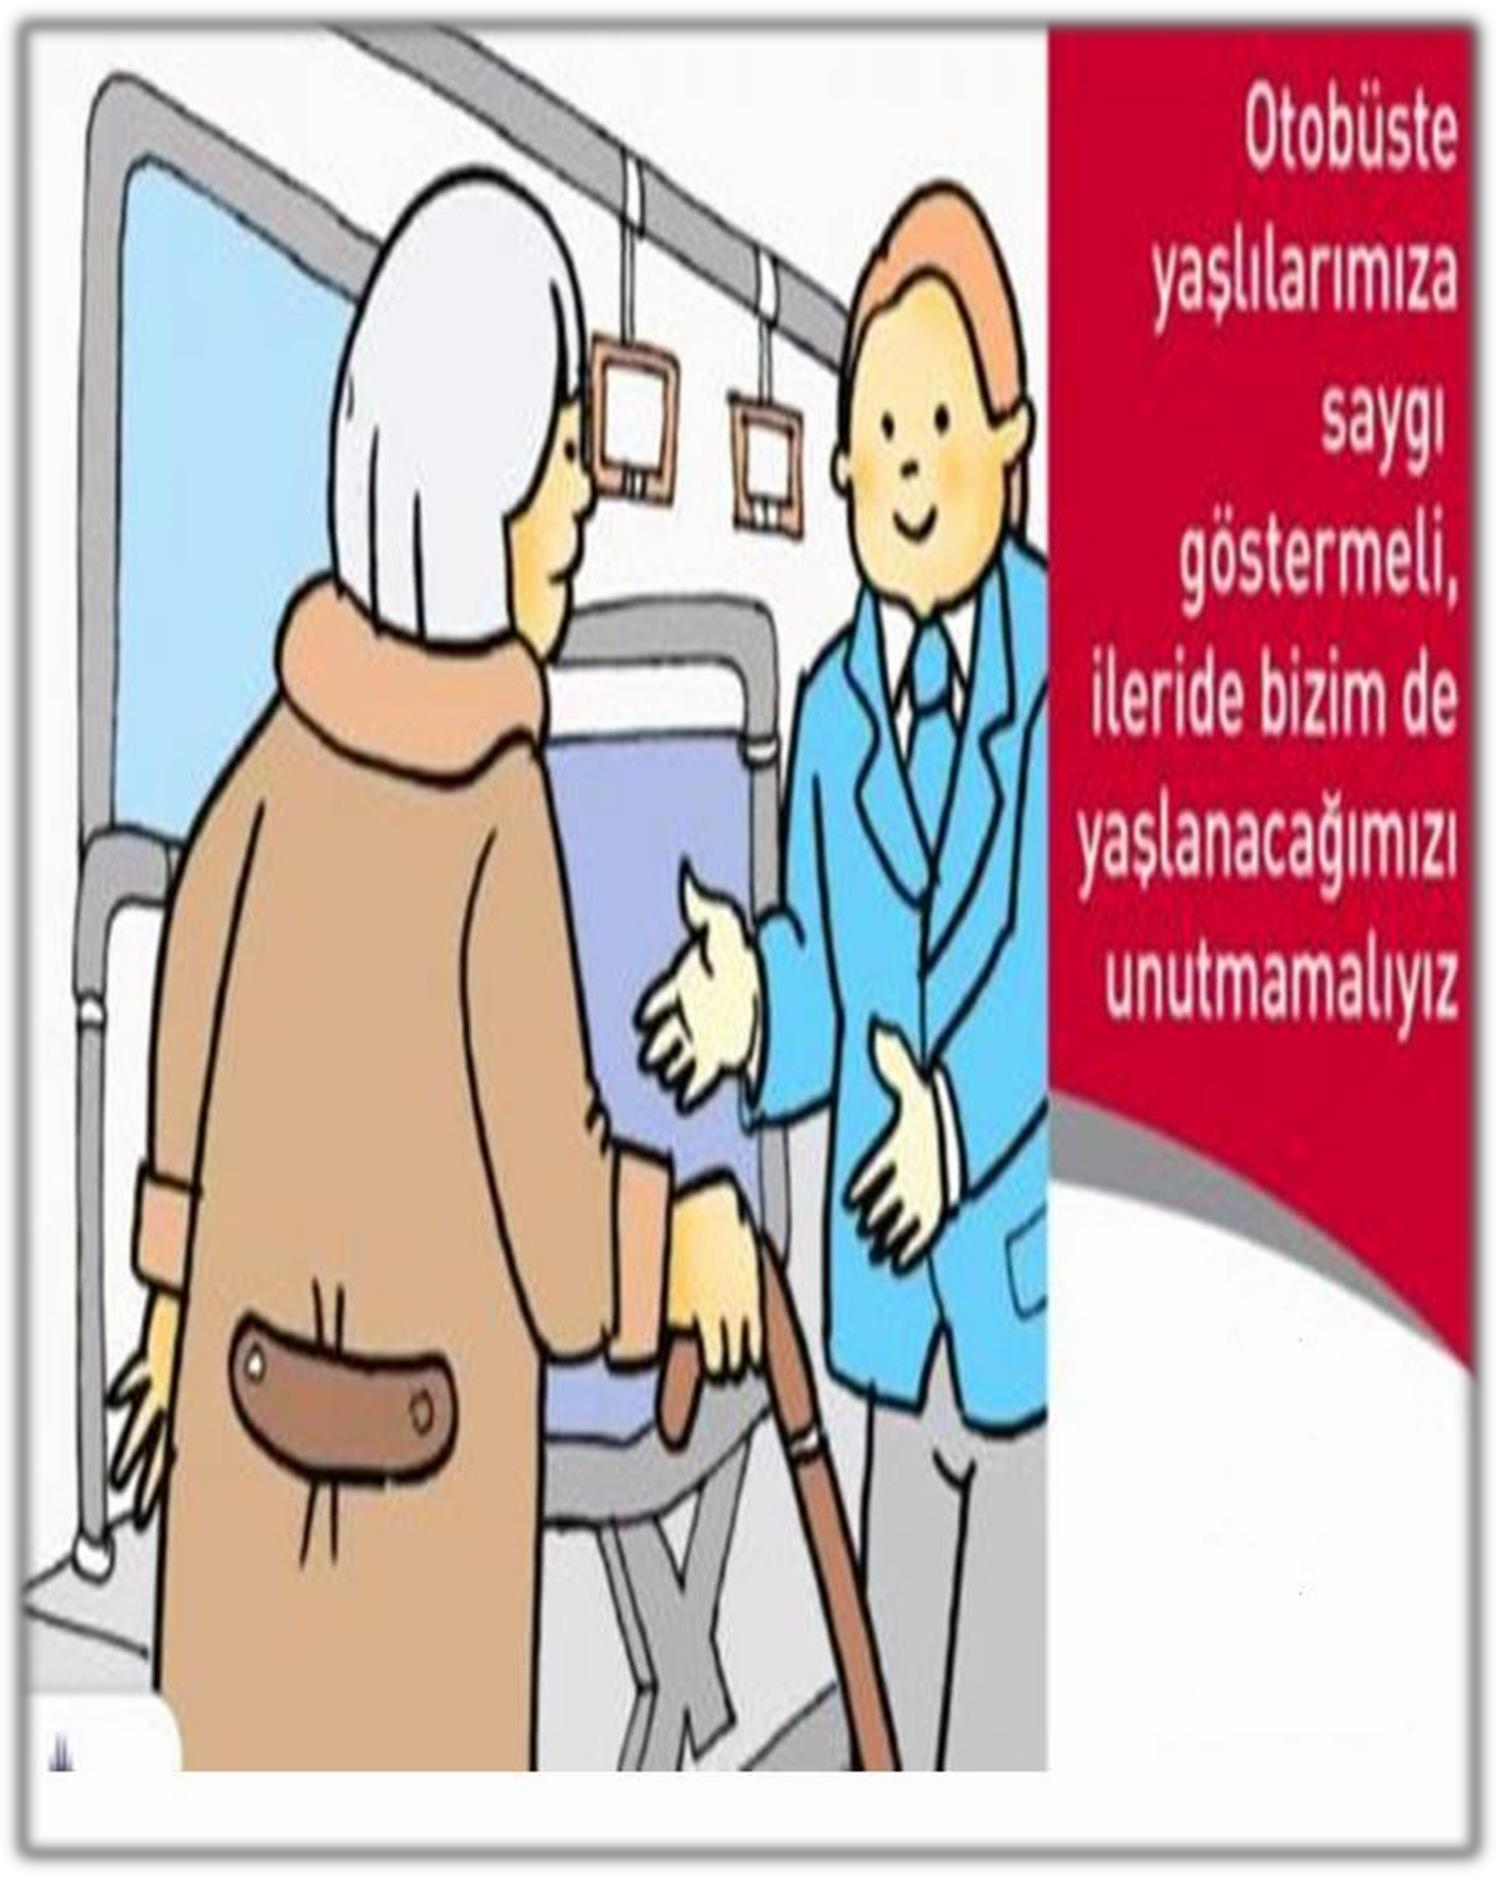 Otobüste
yaşlılarımıza
saygı
göstermeli,
ileride bizim de
yaşlanacağımızı
unutmamalıyız